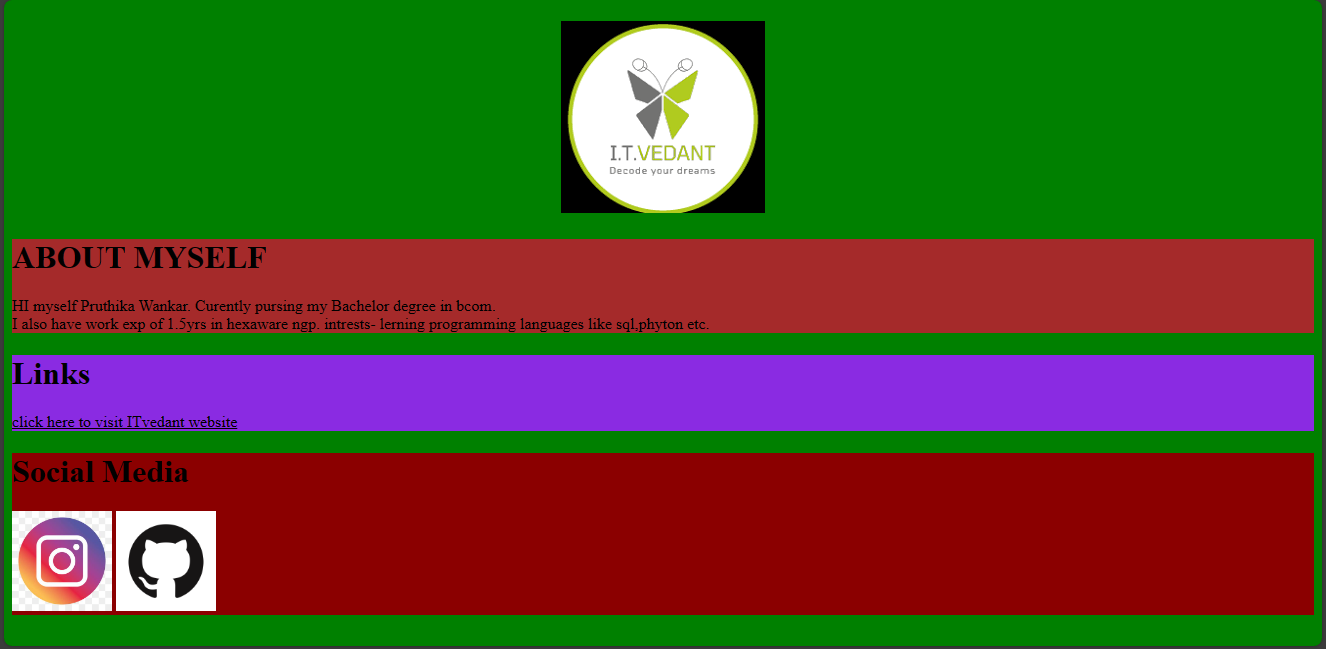 I.T.VEDANT
Decode your dreams
ABOUT MYSELF
HI myself Pruthika Wankar. Curently pursing my Bachelor degree in bcom.
I also have work exp of 1.5yrs in hexaware ngp. intrests- lerning programming languages like sql,phyton etc.
Links
click here to visit ITvedant website
Social Media